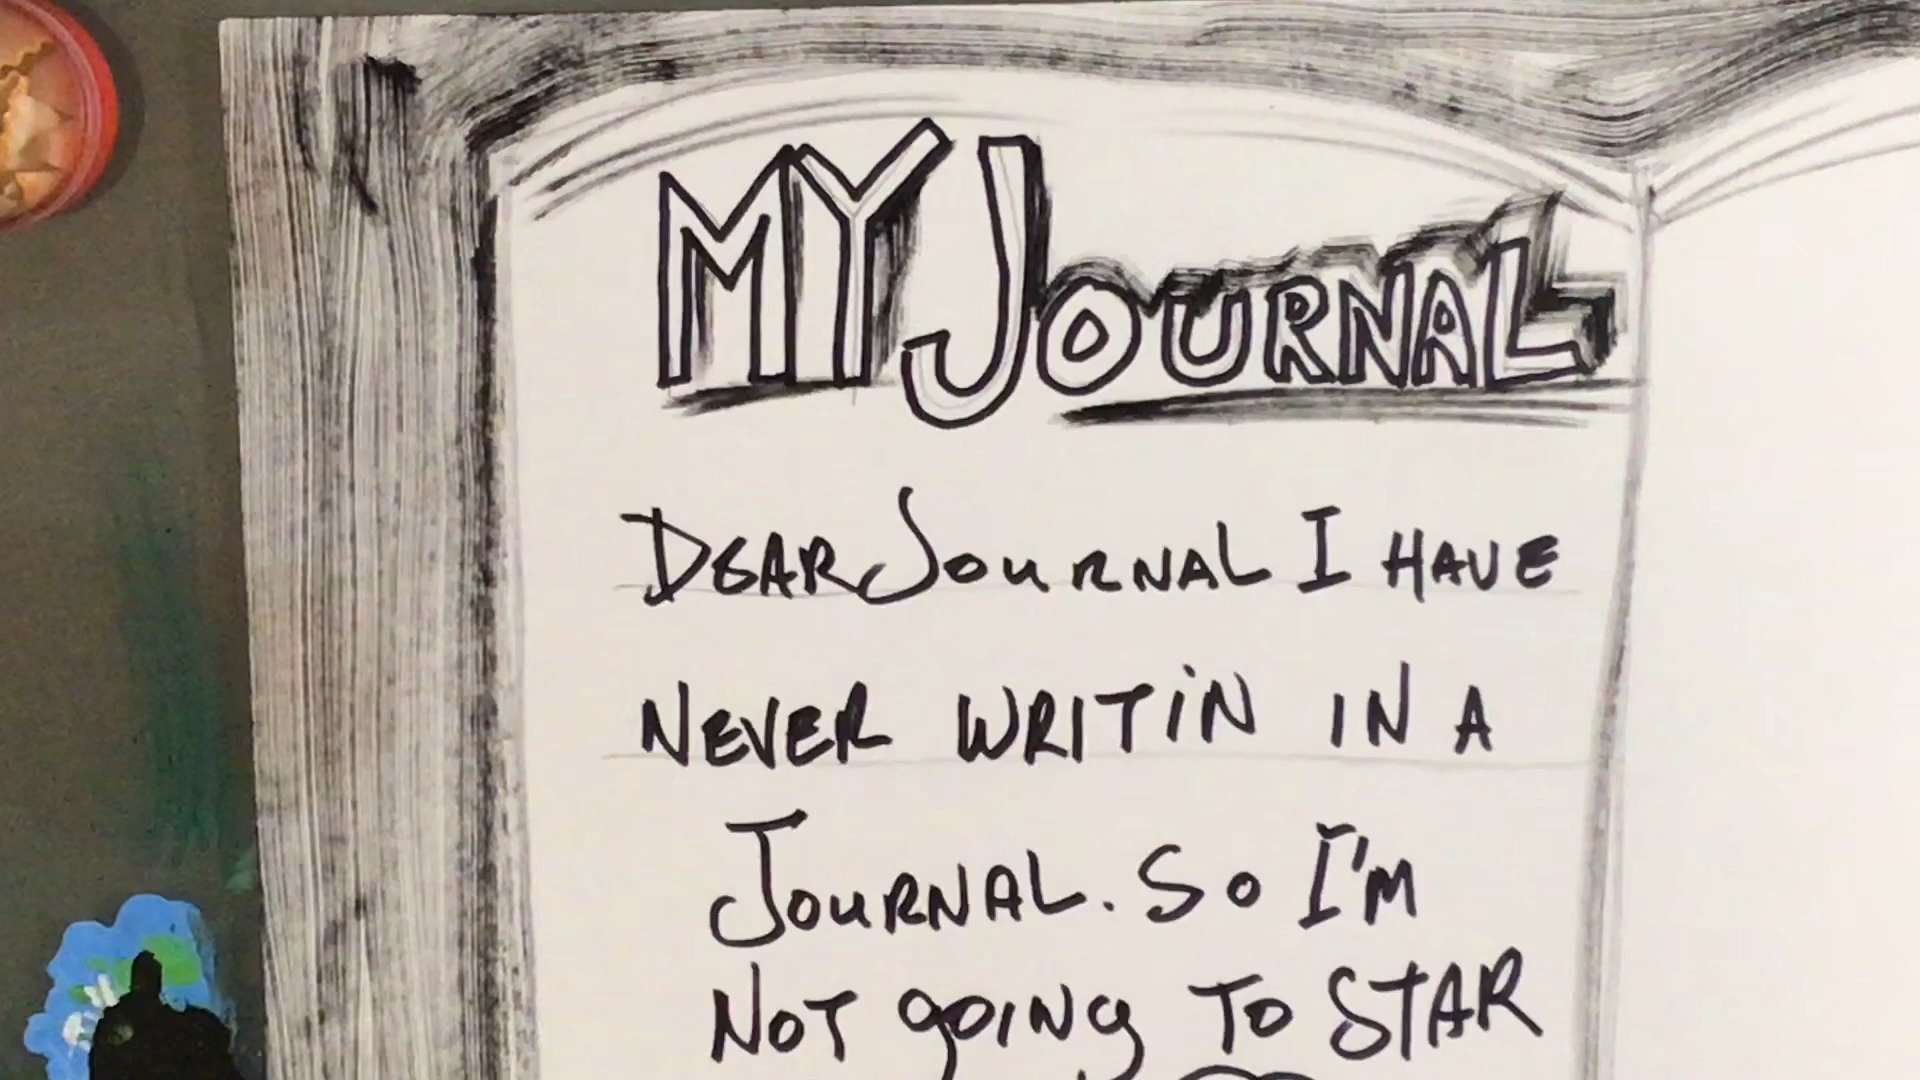 MY JOURNAL
DEAR JOURNAL I HAVE
NEVER WRITIN IN A
JOURNAL. SO I'M
NOT GOING TO STAR